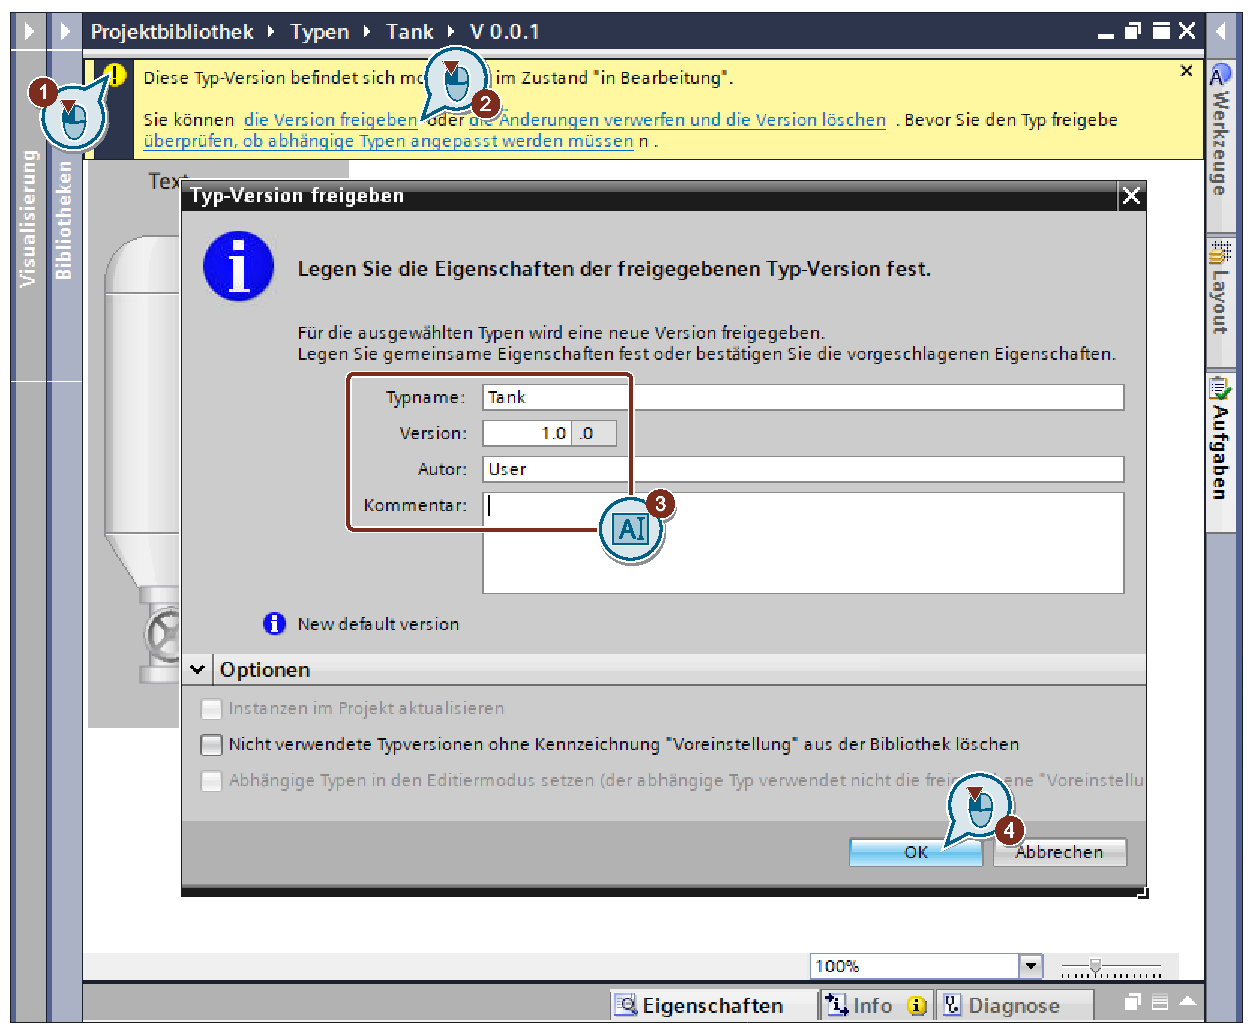 Projektbibliothek ▸ Typen ▸ Tank ▸ V 0.0.1
Diese Typ-Version befindet sich im Zustand "in Bearbeitung".
Sie können die Version freigeben oder die Änderungen verwerfen und die Version löschen . Bevor Sie den Typ freigebe
überprüfen, ob abhängige Typen angepasst werden müssen n .
1
2
Visualisierung
Bibliotheken
Text
Typ-Version freigeben
Legen Sie die Eigenschaften der freigegebenen Typ-Version fest.
Für die ausgewählten Typen wird eine neue Version freigegeben.
Legen Sie gemeinsame Eigenschaften fest oder bestätigen Sie die vorgeschlagenen Eigenschaften.
Typname: Tank
Version: 1.0 .0
Autor: User
Kommentar:
3
AI
New default version
Optionen
Instanzen im Projekt aktualisieren
Nicht verwendete Typversionen ohne Kennzeichnung "Voreinstellung" aus der Bibliothek löschen
Abhängige Typen in den Editiermodus setzen (der abhängige Typ verwendet nicht die ene "Voreinstellu
4
OK
Abbrechen
100%
Eigenschaften
Info
Diagnose
Werkzeuge
Layout
Aufgaben